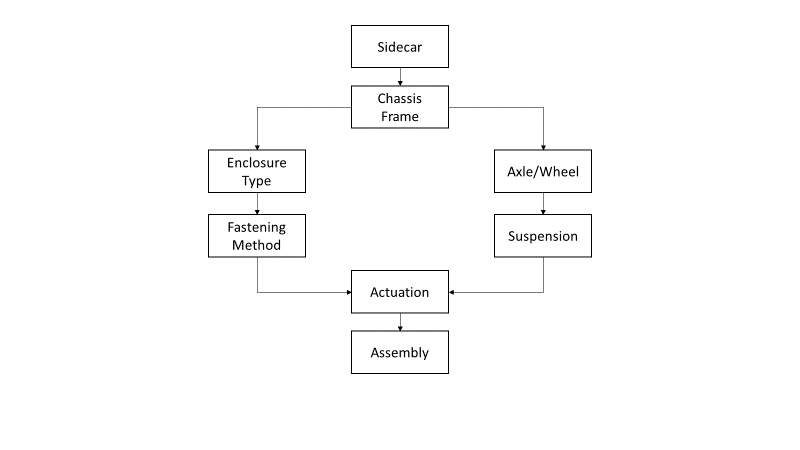 Sidecar
Chassis
Frame
Enclosure
Type
Axle/Wheel
Fastening
Method
Suspension
Actuation
Assembly